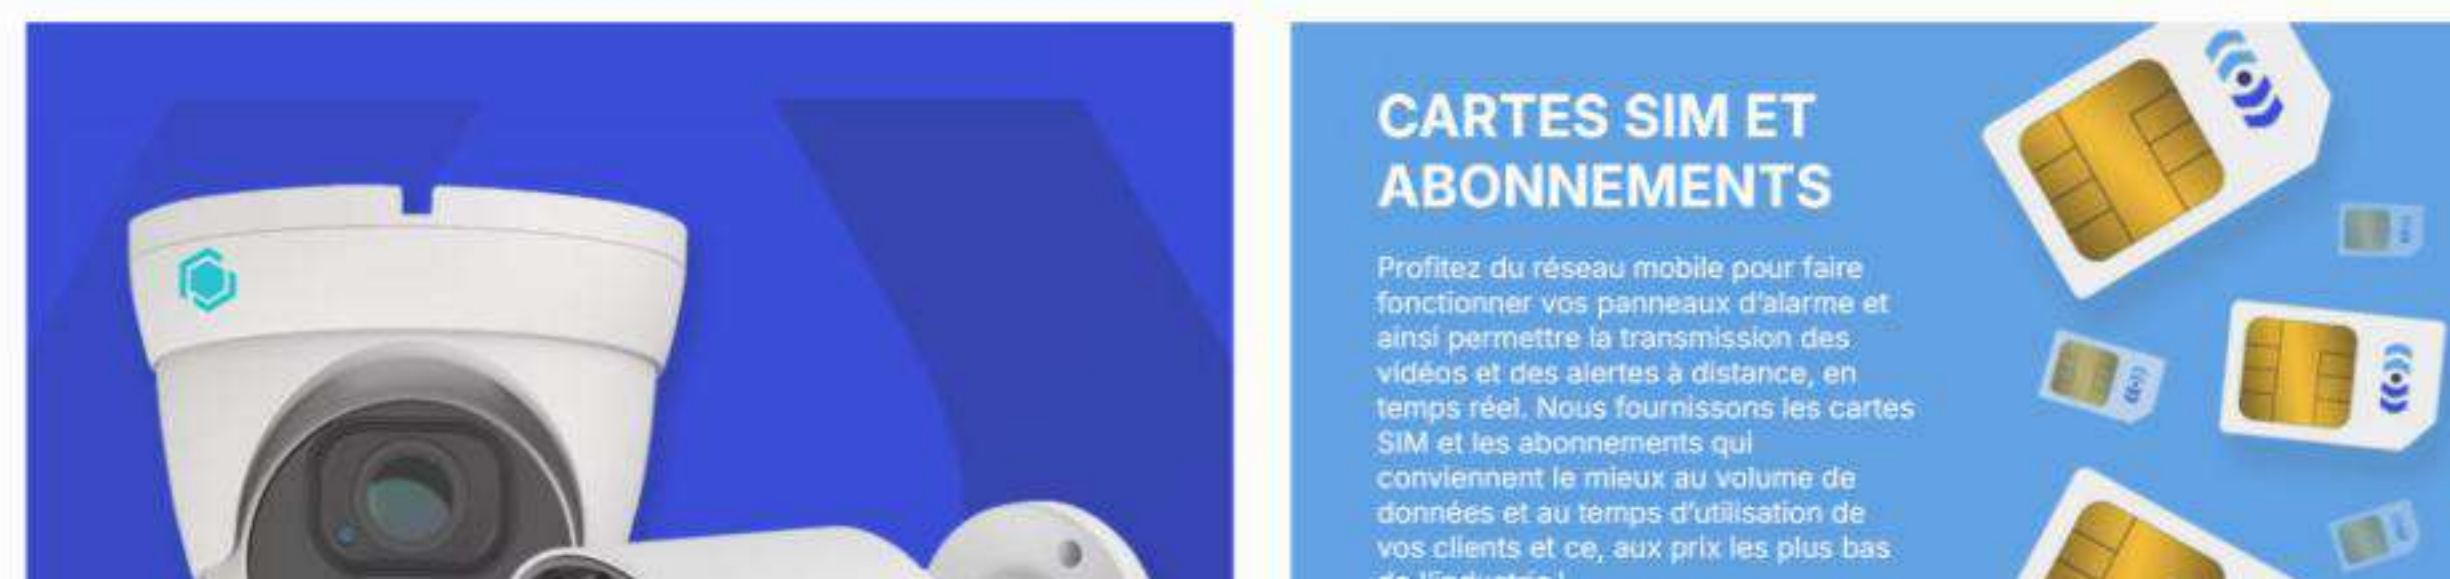 CARTES SIM ET
ABONNEMENTS
Profitez du réseau mobile pour faire
fonctionner vos panneaux d'alarme et
ainsi permettre la transmission des
vidéos et des alertes à distance, en
temps réel. Nous fournissons les cartes
SIM et les abonnements qui
conviennent le mieux au volume de
données et au temps d'utilisation de
vos clients et ce, aux prix les plus bas
de l'industrie !